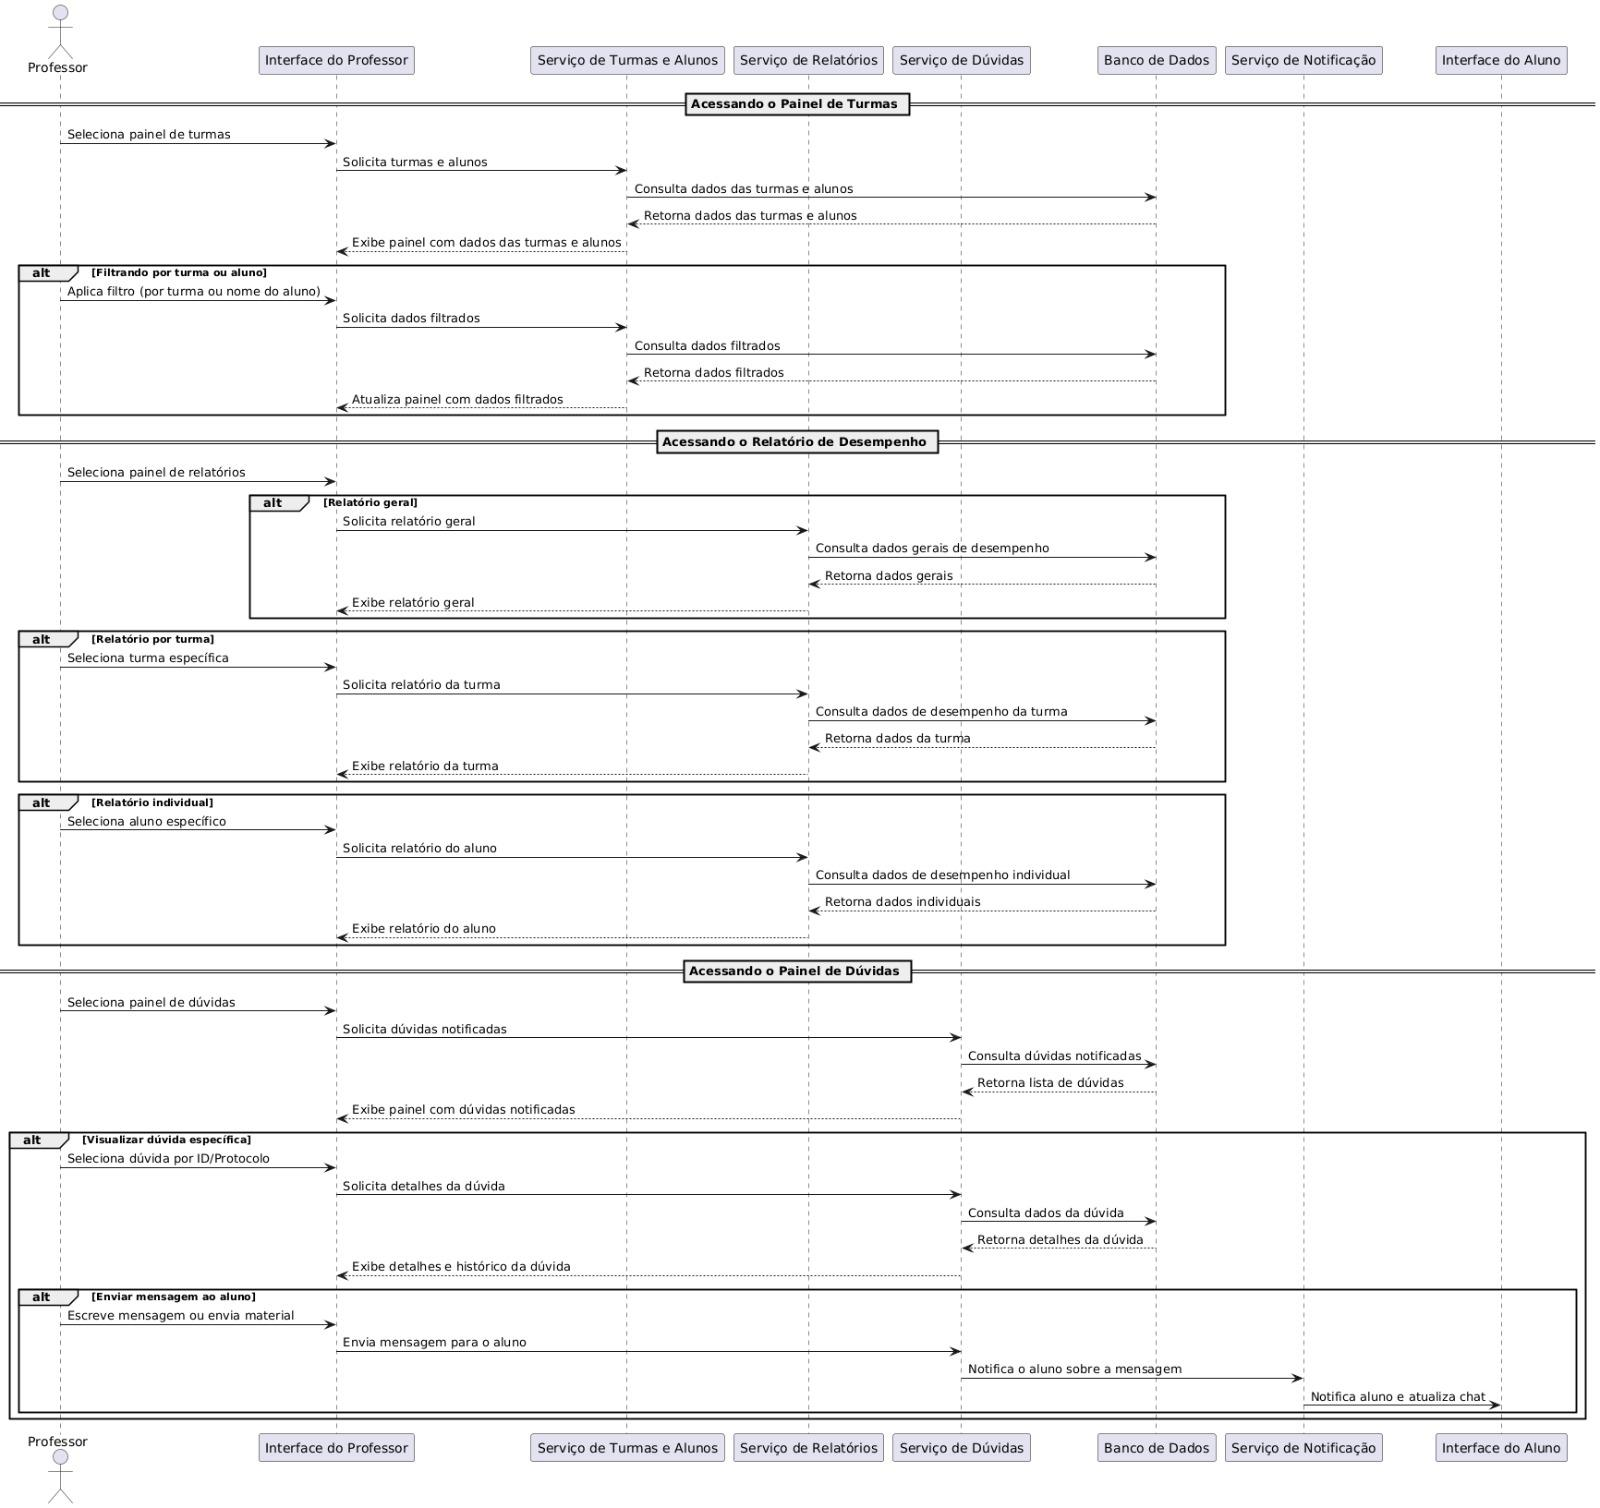 Professor
Interface do Professor
Serviço de Turmas e Alunos
Serviço de Relatórios
Serviço de Dúvidas
Banco de Dados
Serviço de Notificação
Interface do Aluno
Acessando o Painel de Turmas
Seleciona painel de turmas
Solicita turmas e alunos
Consulta dados das turmas e alunos
Retorna dados das turmas e alunos
Exibe painel com dados das turmas e alunos
alt [Filtrando por turma ou aluno]
Aplica filtro (por turma ou nome do aluno)
Solicita dados filtrados
Consulta dados filtrados
Retorna dados filtrados
Atualiza painel com dados filtrados
Acessando o Relatório de Desempenho
Seleciona painel de relatórios
alt [Relatório geral]
Solicita relatório geral
Consulta dados gerais de desempenho
Retorna dados gerais
Exibe relatório geral
alt [Relatório por turma]
Seleciona turma específica
Solicita relatório da turma
Consulta dados de desempenho da turma
Retorna dados da turma
Exibe relatório da turma
alt [Relatório individual]
Seleciona aluno específico
Solicita relatório do aluno
Consulta dados de desempenho individual
Retorna dados individuais
Exibe relatório do aluno
Acessando o Painel de Dúvidas
Seleciona painel de dúvidas
Solicita dúvidas notificadas
Consulta dúvidas notificadas
Retorna lista de dúvidas
Exibe painel com dúvidas notificadas
alt [Visualizar dúvida específica]
Seleciona dúvida por ID/Protocolo
Solicita detalhes da dúvida
Consulta dados da dúvida
Retorna detalhes da dúvida
Exibe detalhes e histórico da dúvida
alt [Enviar mensagem ao aluno]
Escreve mensagem ou envia material
Envia mensagem para o aluno
Notifica o aluno sobre a mensagem
Notifica aluno e atualiza chat
Professor
Interface do Professor
Serviço de Turmas e Alunos
Serviço de Relatórios
Serviço de Dúvidas
Banco de Dados
Serviço de Notificação
Interface do Aluno